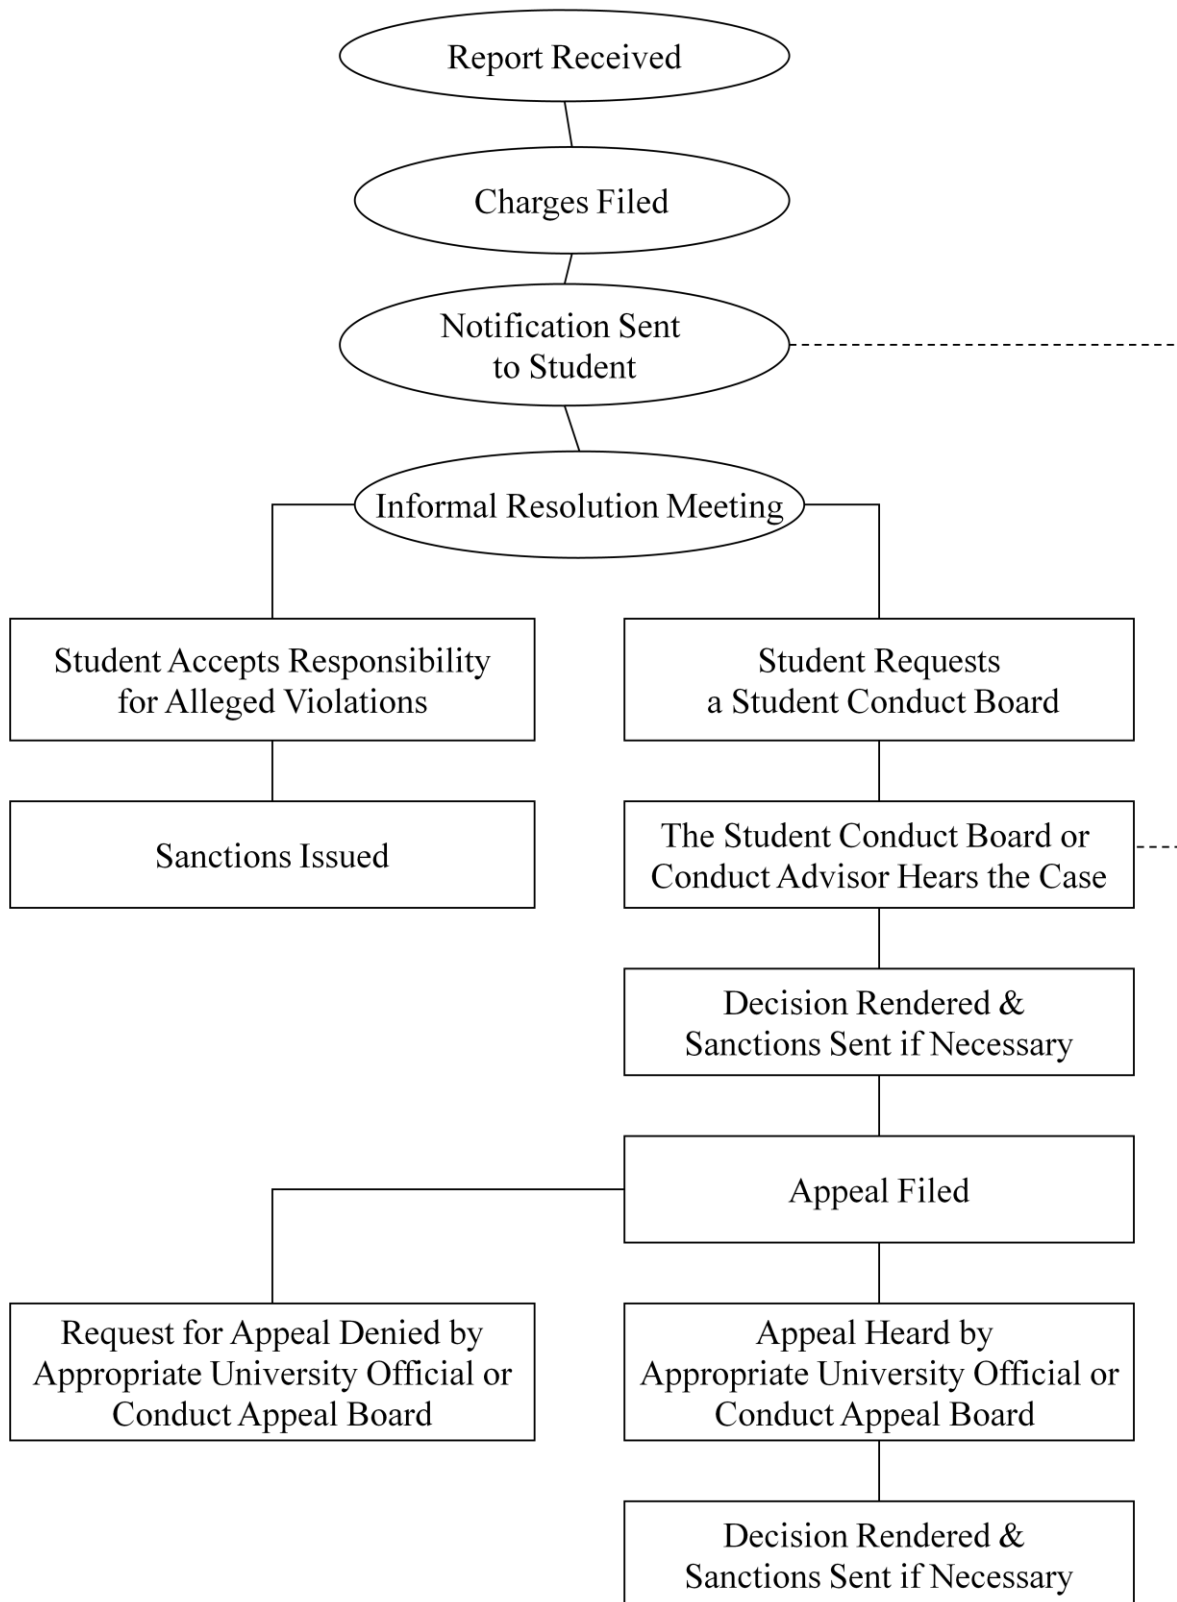 Report Received
Charges Filed
Notification Sent
to Student
Informal Resolution Meeting
Student Accepts Responsibility
for Alleged Violations
Student Requests
a Student Conduct Board
Sanctions Issued
The Student Conduct Board or
Conduct Advisor Hears the Case
Decision Rendered &
Sanctions Sent if Necessary
Appeal Filed
Request for Appeal Denied by
Appropriate University Official or
Conduct Appeal Board
Appeal Heard by
Appropriate University Official or
Conduct Appeal Board
Decision Rendered &
Sanctions Sent if Necessary